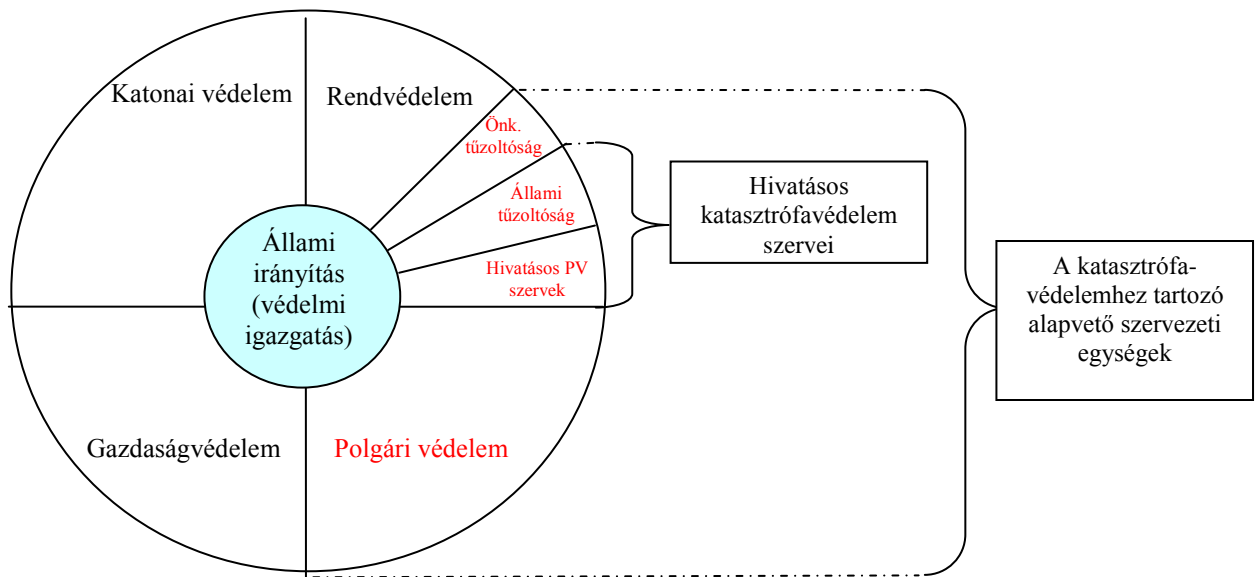 Katonai védelem
Rendvédelem
Önk.
tűzoltóság
Állami
tűzoltóság
Hivatásos PV
szervek
Állami
irányítás
(védelmi
igazgatás)
Gazdaságvédelem
Polgári védelem
Hivatásos
katasztrófavédelem
szervei
A katasztrófa-
védelemhez tartozó
alapvető szervezeti
egységek